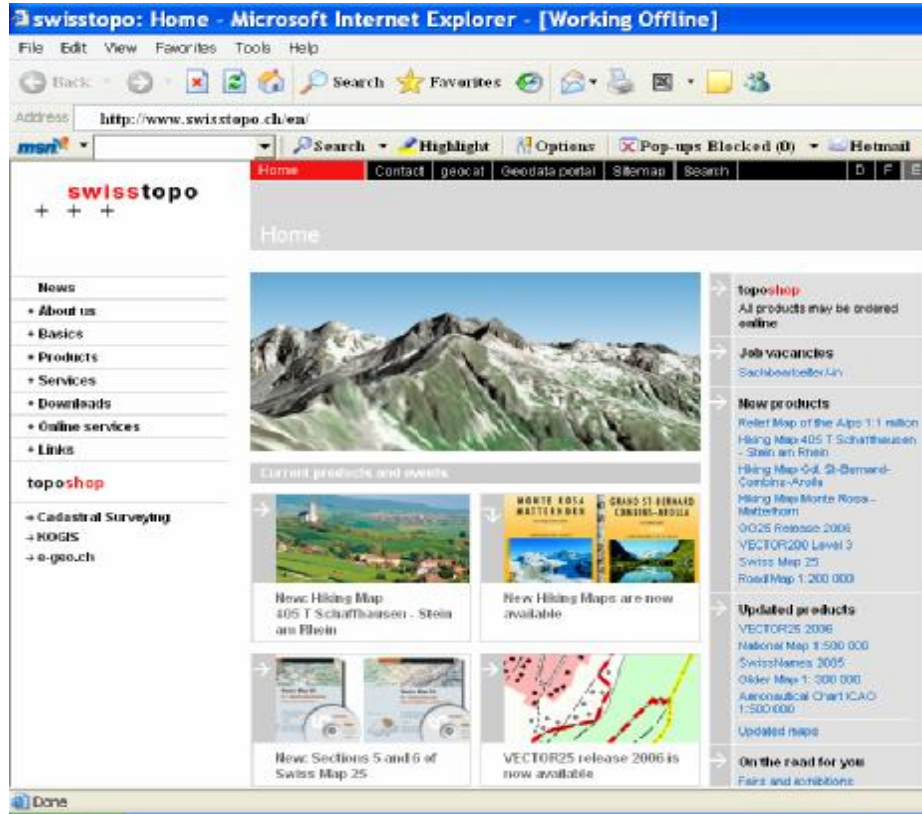 swisstopo: Home - Microsoft Internet Explorer - [Working Offline]
File Edit View Favorites Tools Help
Back Search Favorites
Address http://www.swisstopo.ch/en/
msn Search Highlight Options Pop-ups Blocked (0) Hotmail
Home Contact geocat Geodata portal Sitemap Search D F E
swisstopo
Home
News
+ About us
+ Basics
+ Products
+ Services
+ Downloads
+ Online services
+ Links
toposhop
→ Cadastral Surveying
→ KOGIS
→ e-geo.ch
Current products and events
MONTE ROSA
MATTERHORN
GRAND ST-BERNARD
COMBINS-AROLLA
New: Hiking Map
405 T Schaffhausen - Stein
am Rhein
New Hiking Maps are now
available
Swiss Map 25
New: Sections 5 and 6 of
Swiss Map 25
VECTOR25 release 2006 is
now available
toposhop
All products may be ordered
online
Job vacancies
Sachbearbeiter/-in
New products
Relief Map of the Alps 1:1 million
Hiking Map 405 T Schaffhausen
- Stein am Rhein
Hiking Map Gd. St-Bernard-
Combins-Arolla
Hiking Map Monte Rosa -
Matterhorn
GG25 Release 2006
VECTOR200 Level 3
Swiss Map 25
Road Map 1:200 000
Updated products
VECTOR25 2006
National Map 1:500 000
SwissNames 2005
Glider Map 1: 300 000
Aeronautical Chart ICAO
1:500 000
Updated maps
On the road for you
Fairs and exhibitions
Done